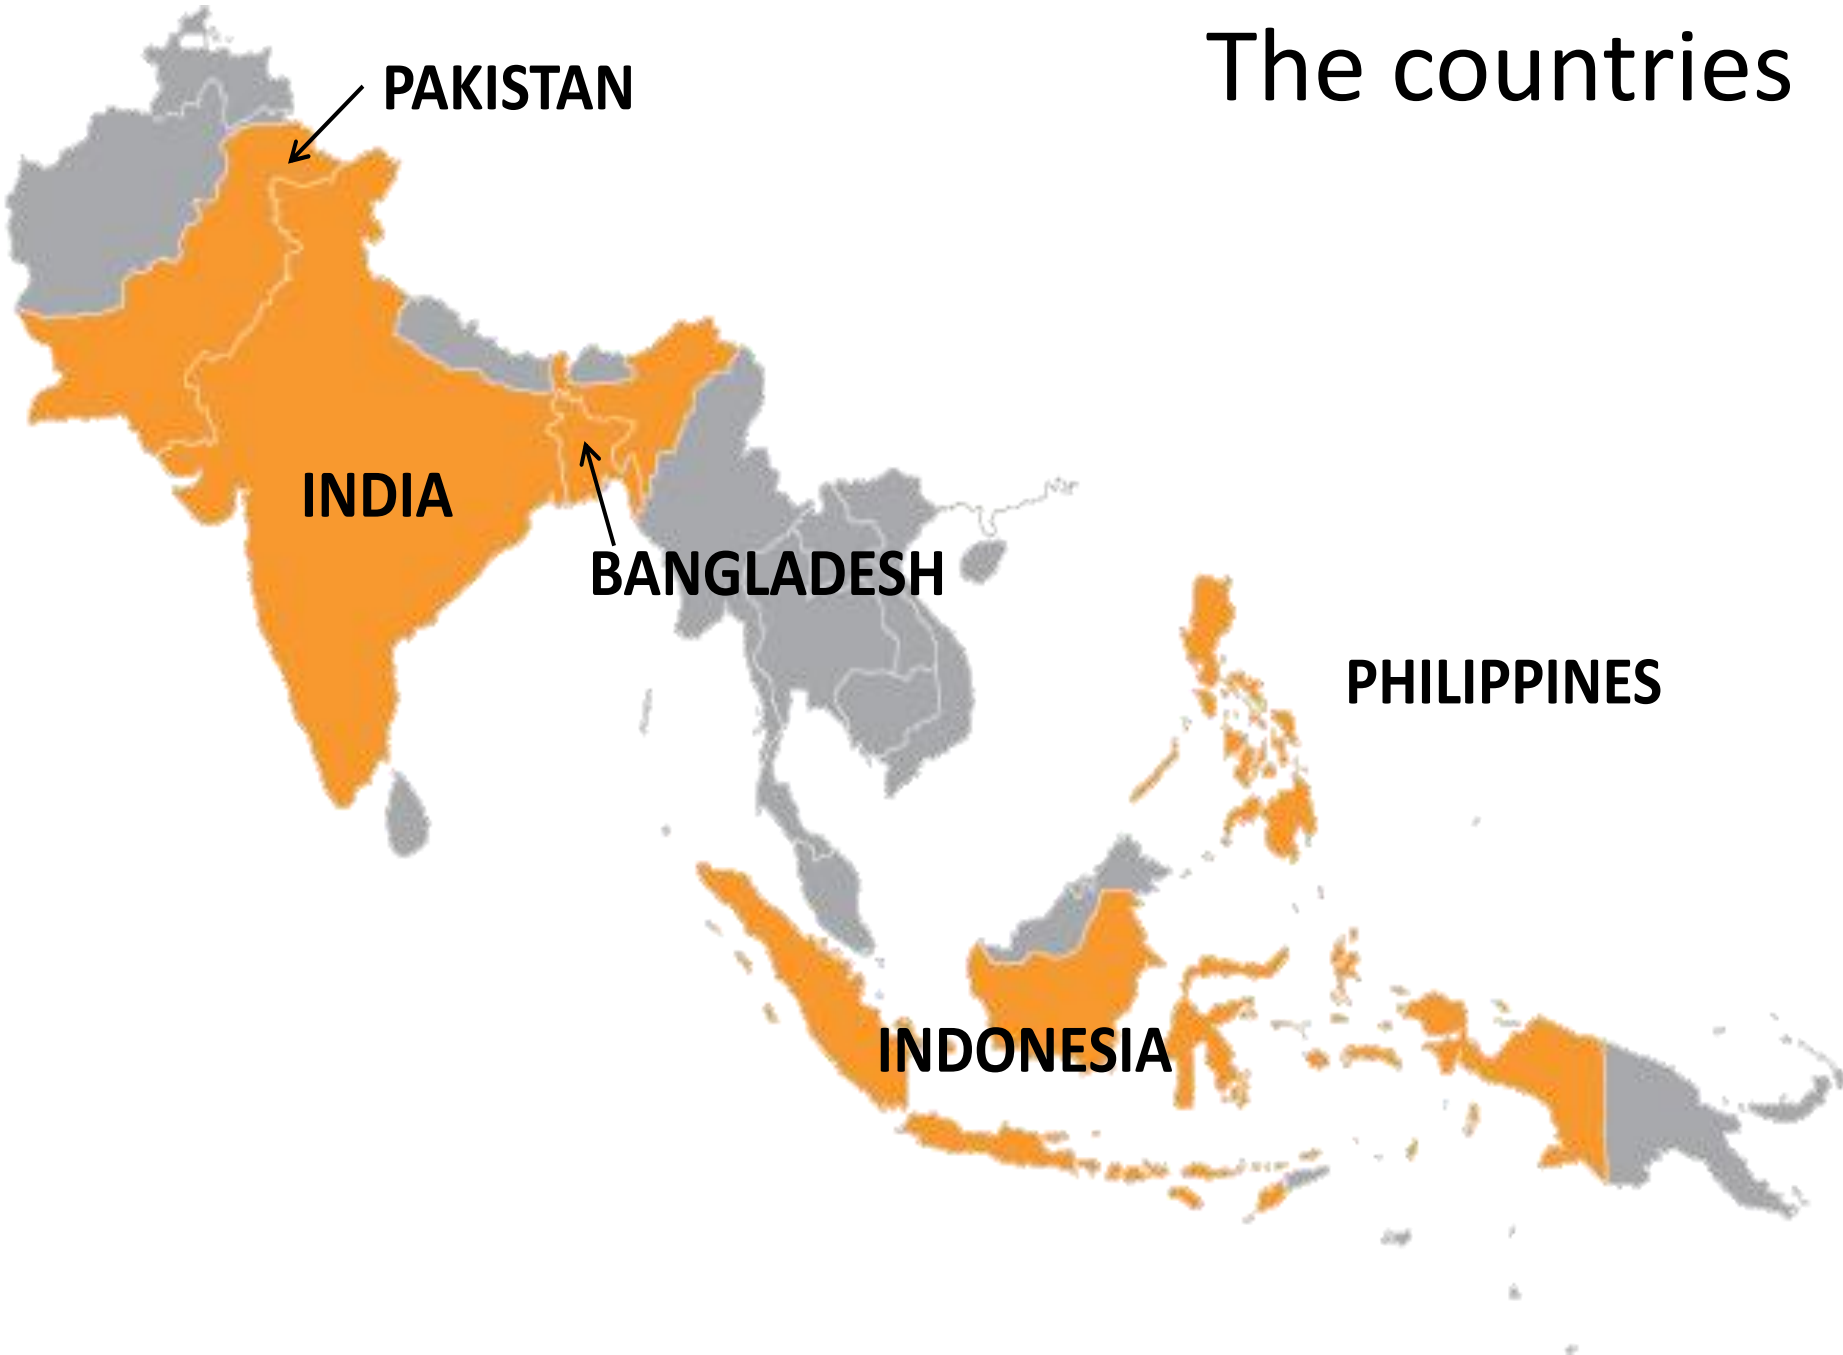 The countries
PAKISTAN
INDIA
BANGLADESH
PHILIPPINES
INDONESIA